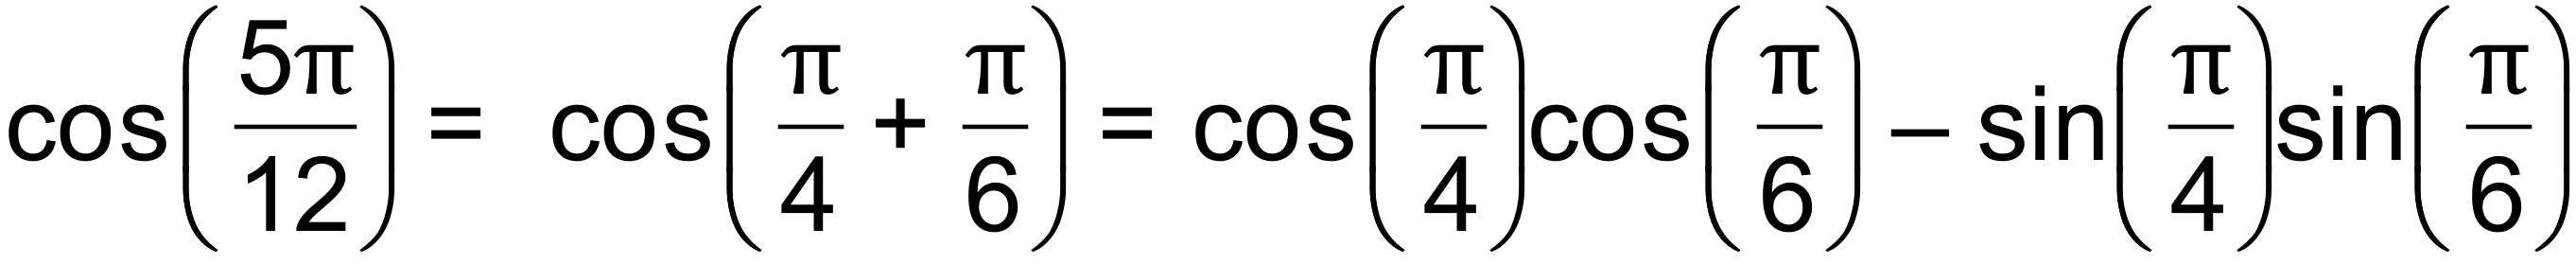 cos(5π/12) = cos(π/4 + π/6) = cos(π/4)cos(π/6) − sin(π/4)sin(π/6)